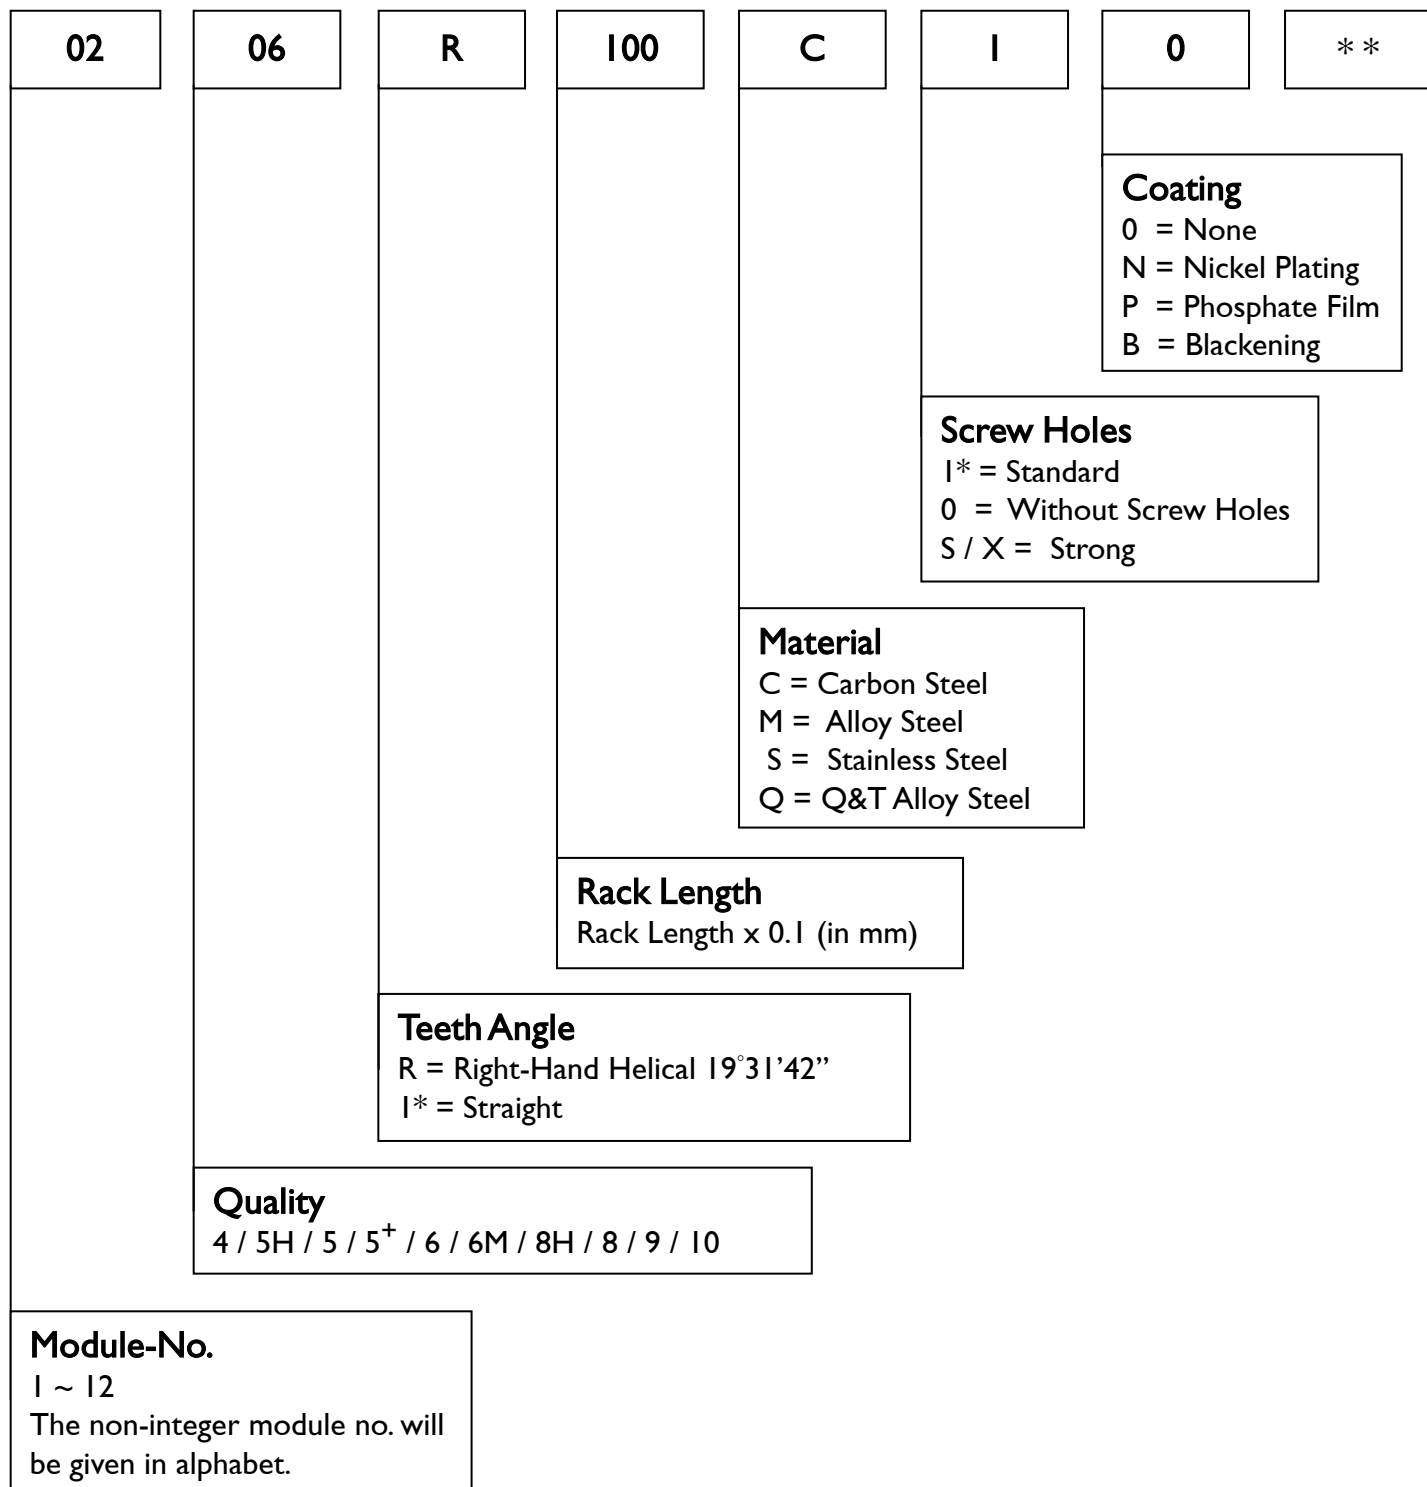 02 06 R 100 C 1 0 **
Coating
0 = None
N = Nickel Plating
P = Phosphate Film
B = Blackening
Screw Holes
1* = Standard
0 = Without Screw Holes
S / X = Strong
Material
C = Carbon Steel
M = Alloy Steel
S = Stainless Steel
Q = Q&T Alloy Steel
Rack Length
Rack Length x 0.1 (in mm)
Teeth Angle
R = Right-Hand Helical 19°31’42”
1* = Straight
Quality
4 / 5H / 5 / 5⁺ / 6 / 6M / 8H / 8 / 9 / 10
Module-No.
1 ~ 12
The non-integer module no. will
be given in alphabet.